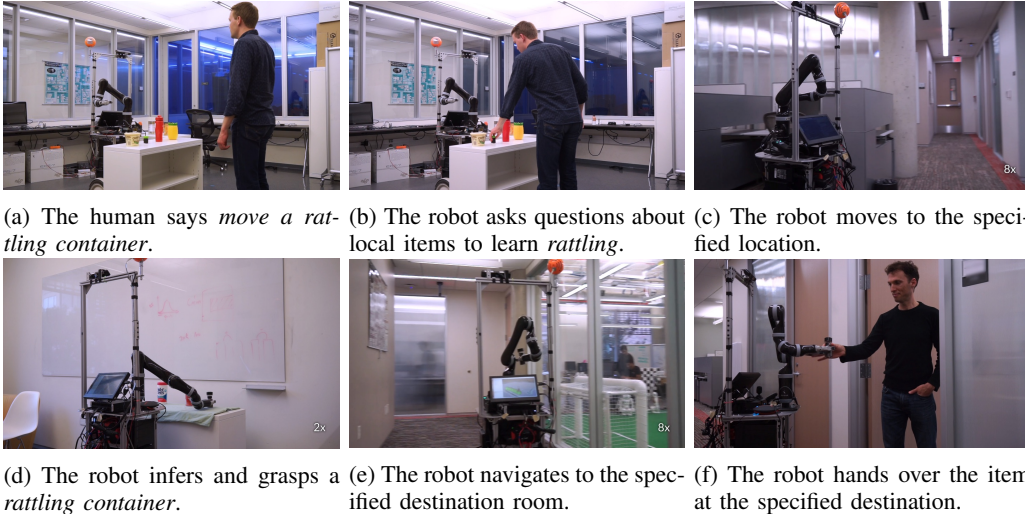 8x
(a) The human says move a rat-
tling container.
(b) The robot asks questions about
local items to learn rattling.
(c) The robot moves to the speci-
fied location.
2x
8x
(d) The robot infers and grasps a
rattling container.
(e) The robot navigates to the spec-
ified destination room.
(f) The robot hands over the item
at the specified destination.